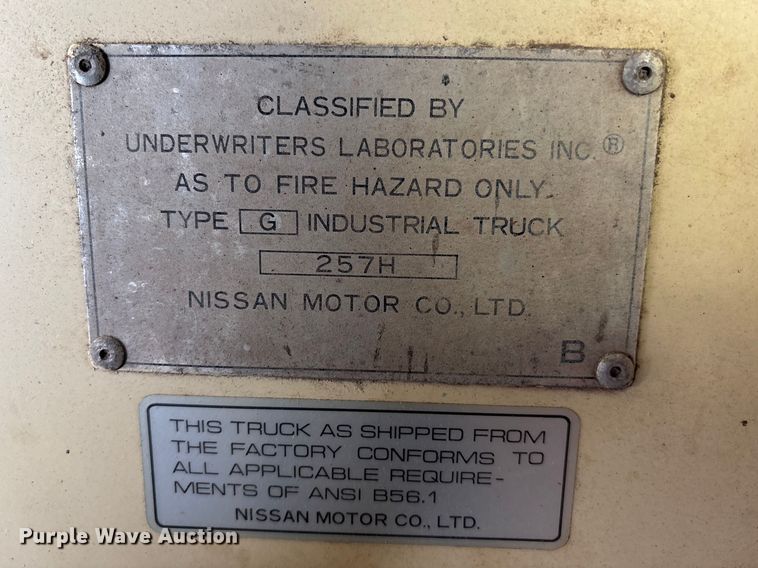 CLASSIFIED BY
UNDERWRITERS LABORATORIES INC.®
AS TO FIRE HAZARD ONLY.
TYPE G INDUSTRIAL TRUCK
257H
NISSAN MOTOR CO., LTD.
B
THIS TRUCK AS SHIPPED FROM
THE FACTORY CONFORMS TO
ALL APPLICABLE REQUIRE-
MENTS OF ANSI B56.1
NISSAN MOTOR CO., LTD.
Purple Wave Auction